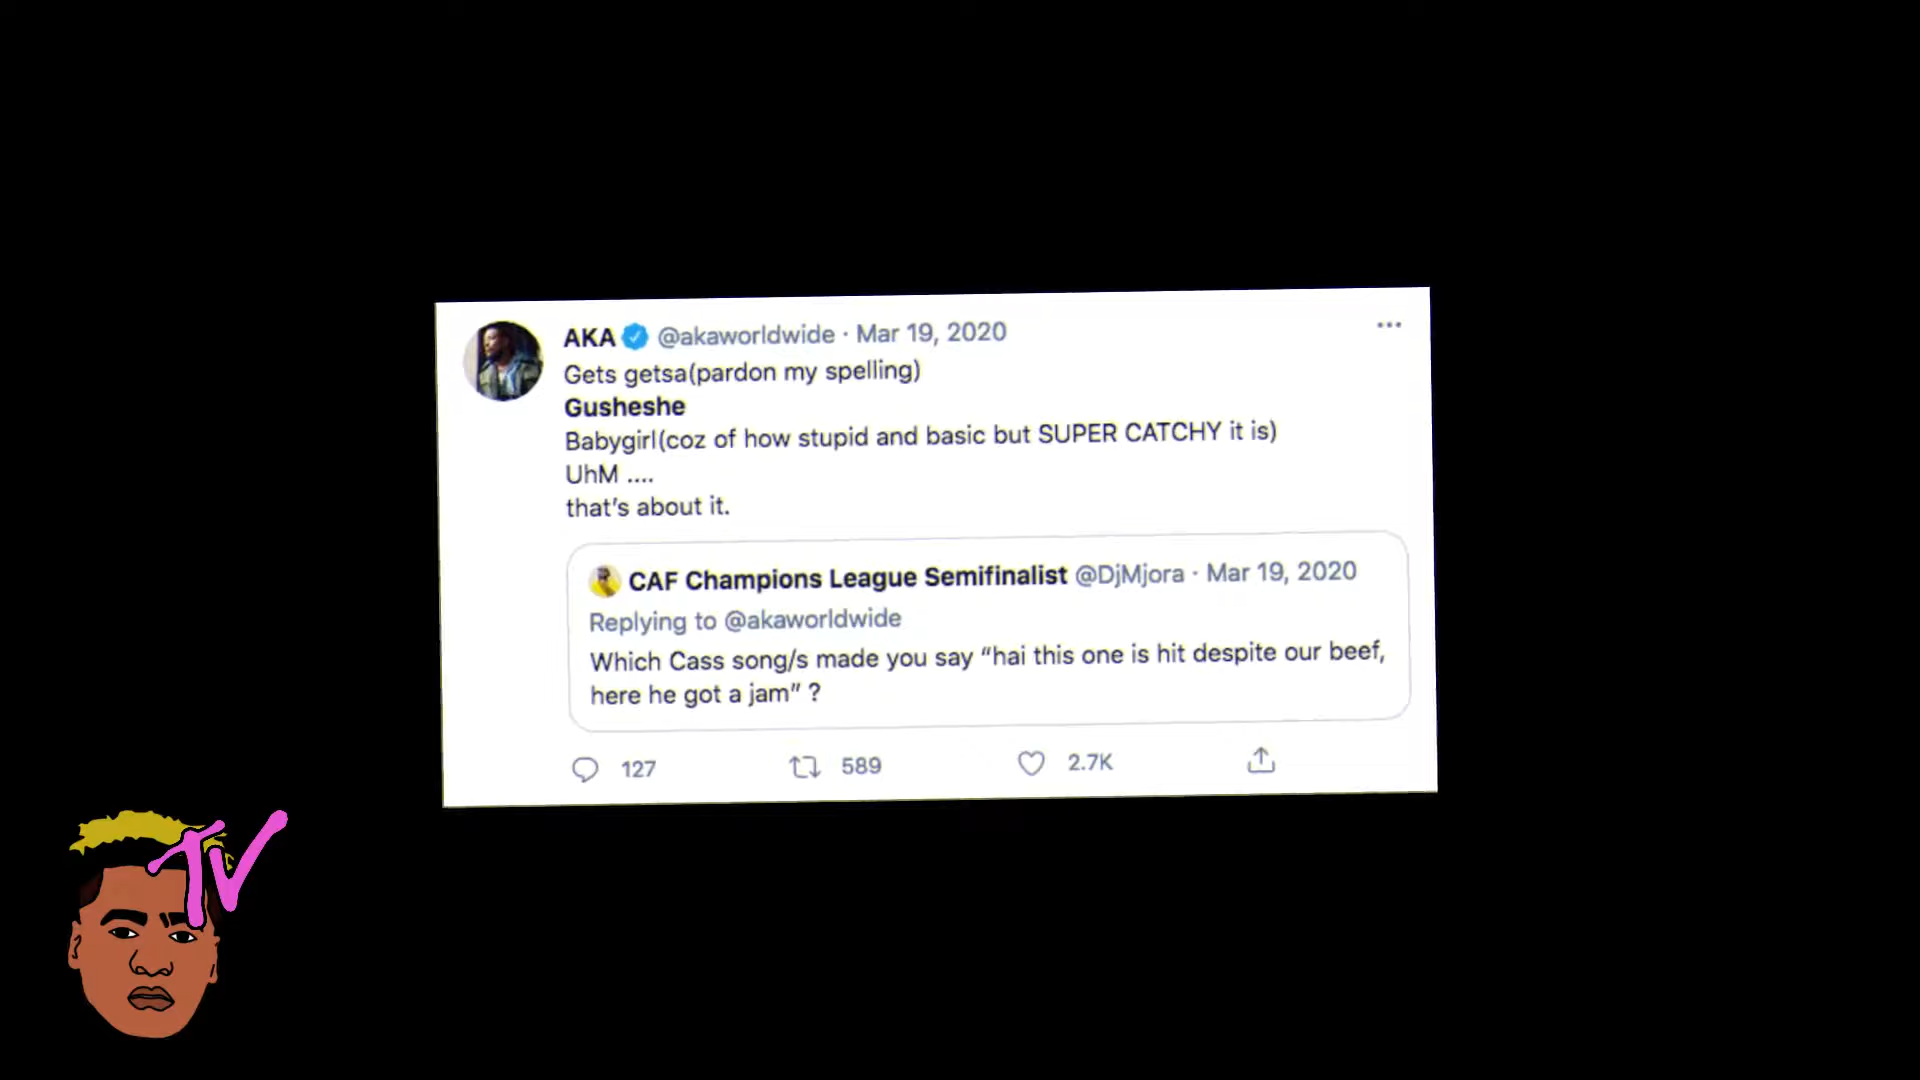 AKA @akaworldwide · Mar 19, 2020
Gets getsa(pardon my spelling)
Gusheshe
Babygirl(coz of how stupid and basic but SUPER CATCHY it is)
UhM ....
that's about it.
CAF Champions League Semifinalist @DjMjora · Mar 19, 2020
Replying to @akaworldwide
Which Cass song/s made you say “hai this one is hit despite our beef,
here he got a jam” ?
127 589 2.7K
TV